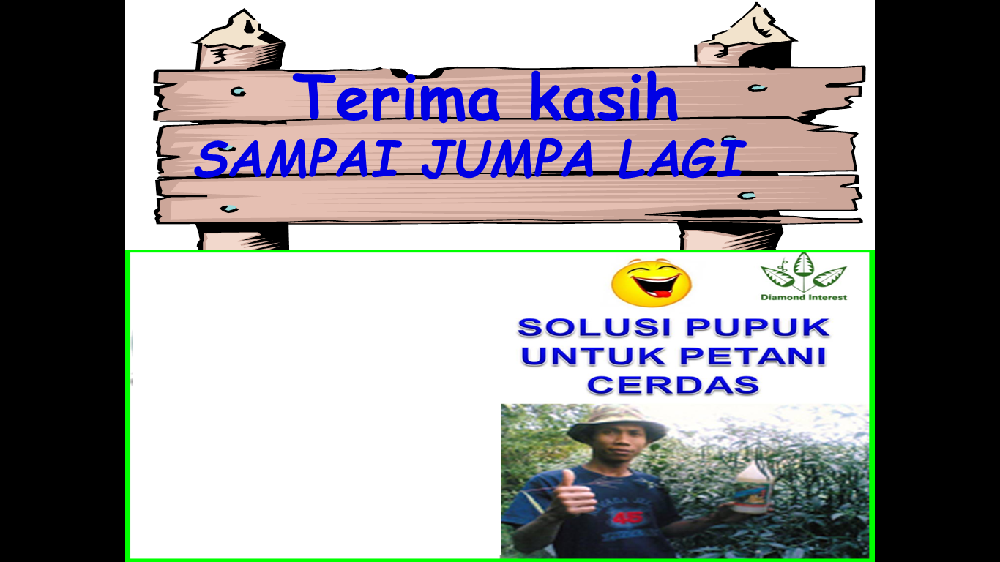 Terima kasih
SAMPAI JUMPA LAGI
Diamond Interest
SOLUSI PUPUK
UNTUK PETANI
CERDAS
45